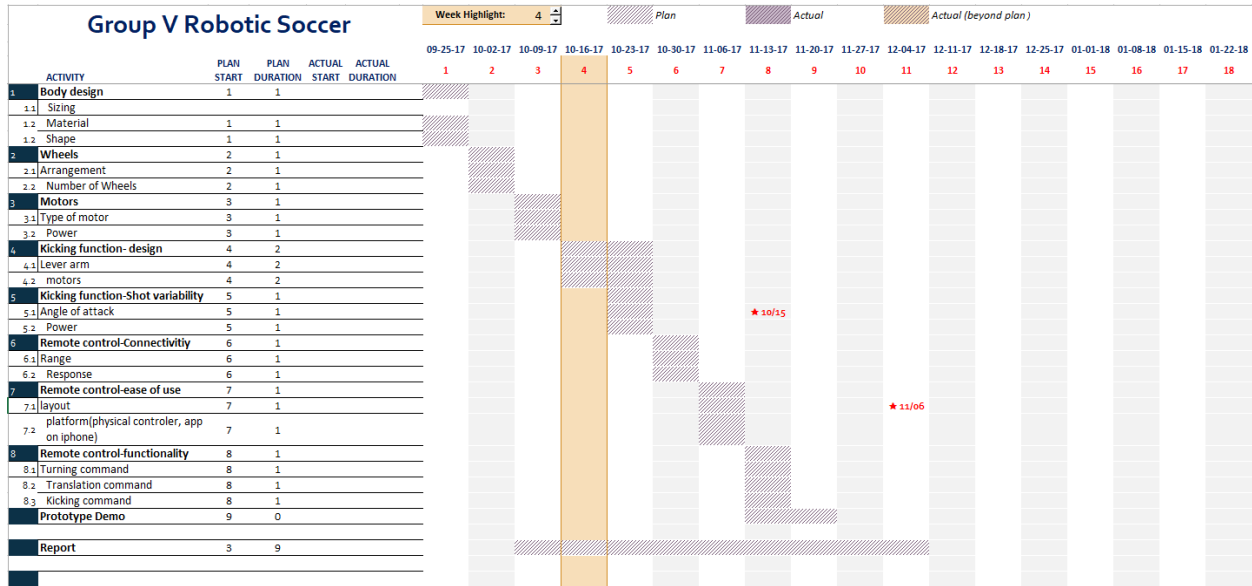 Group V Robotic Soccer
Week Highlight: 4
Plan
Actual
Actual (beyond plan )
09-25-17 10-02-17 10-09-17 10-16-17 10-23-17 10-30-17 11-06-17 11-13-17 11-20-17 11-27-17 12-04-17 12-11-17 12-18-17 12-25-17 01-01-18 01-08-18 01-15-18 01-22-18
ACTIVITY PLAN START PLAN DURATION ACTUAL START ACTUAL DURATION
1 2 3 4 5 6 7 8 9 10 11 12 13 14 15 16 17 18
1 Body design 1 1
1.1 Sizing
1.2 Material 1 1
1.2 Shape 1 1
2 Wheels 2 1
2.1 Arrangement 2 1
2.2 Number of Wheels 2 1
3 Motors 3 1
3.1 Type of motor 3 1
3.2 Power 3 1
4 Kicking function- design 4 2
4.1 Lever arm 4 2
4.2 motors 4 2
5 Kicking function-Shot variability 5 1
5.1 Angle of attack 5 1 ★ 10/15
5.2 Power 5 1
6 Remote control-Connectivitiy 6 1
6.1 Range 6 1
6.2 Response 6 1
7 Remote control-ease of use 7 1
7.1 layout 7 1 ★ 11/06
7.2 platform(physical controler, app
on iphone) 7 1
8 Remote control-functionality 8 1
8.1 Turning command 8 1
8.2 Translation command 8 1
8.3 Kicking command 8 1
Prototype Demo 9 0
Report 3 9